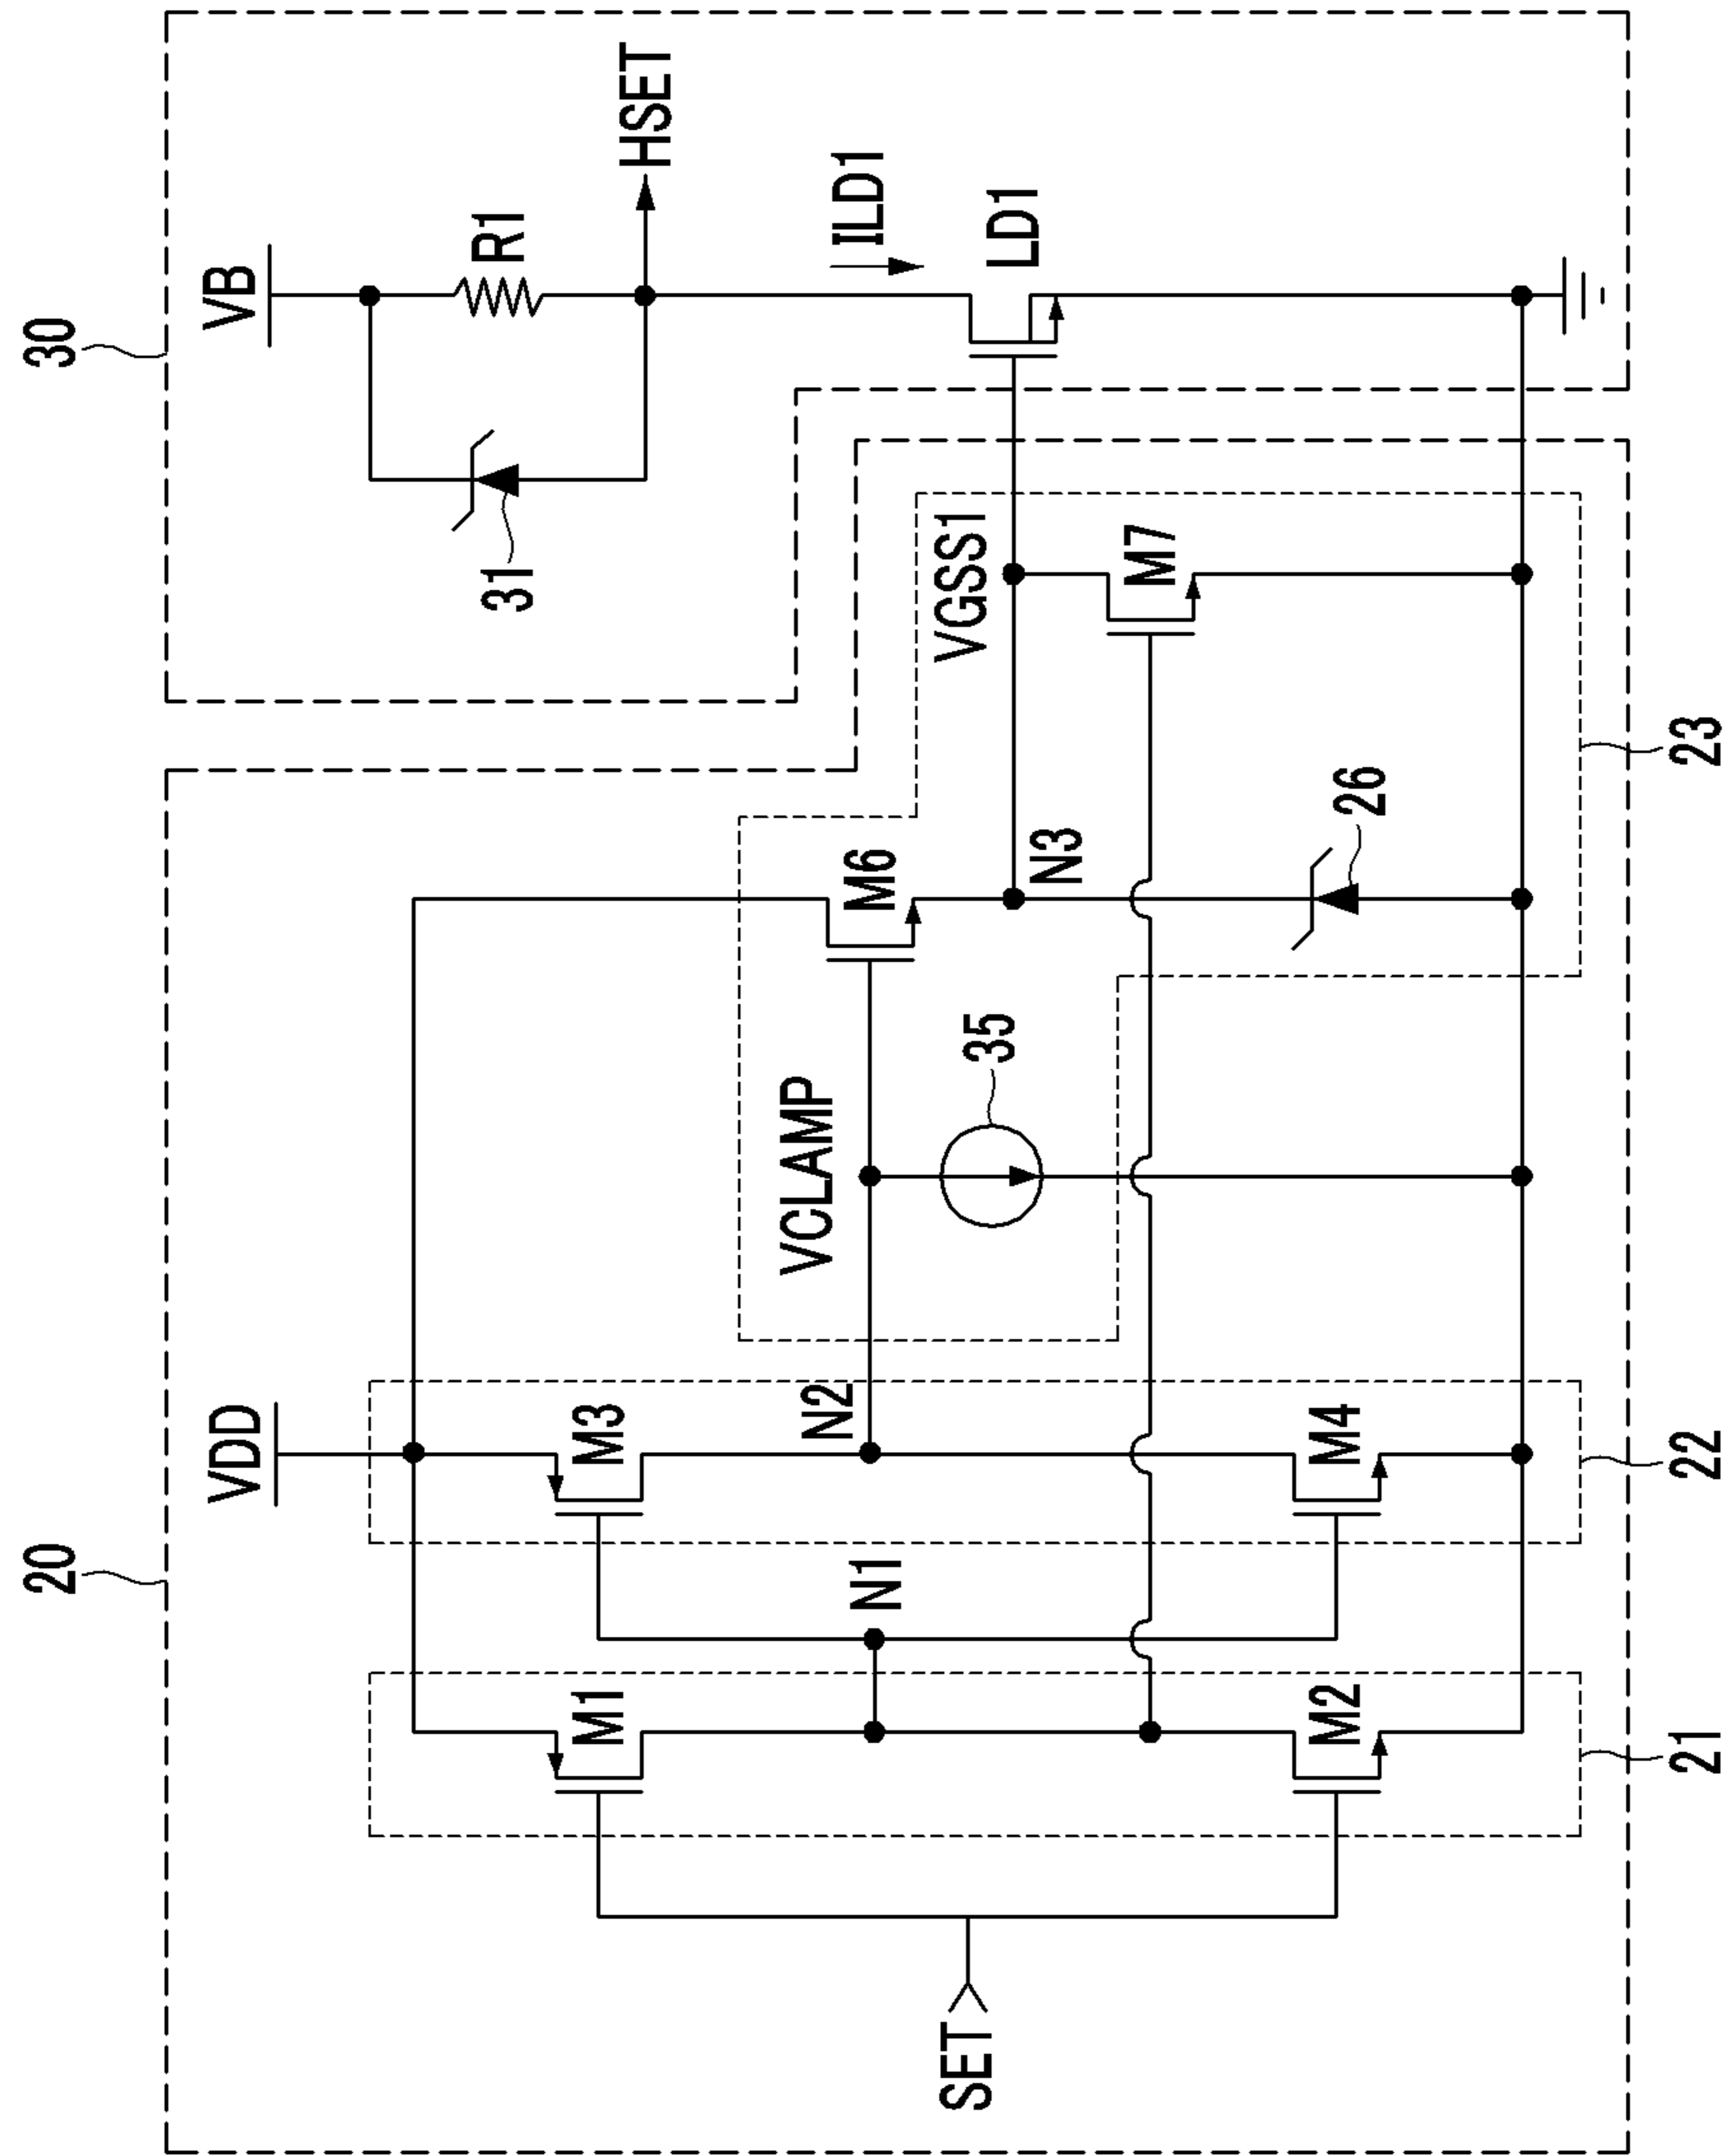 20
30
VDD
VB
31
R1
HSET
M1
M3
N2
VCLAMP
M6
ILD1
N1
35
N3
VGSS1
LD1
SET
M2
M4
26
M7
21
22
23